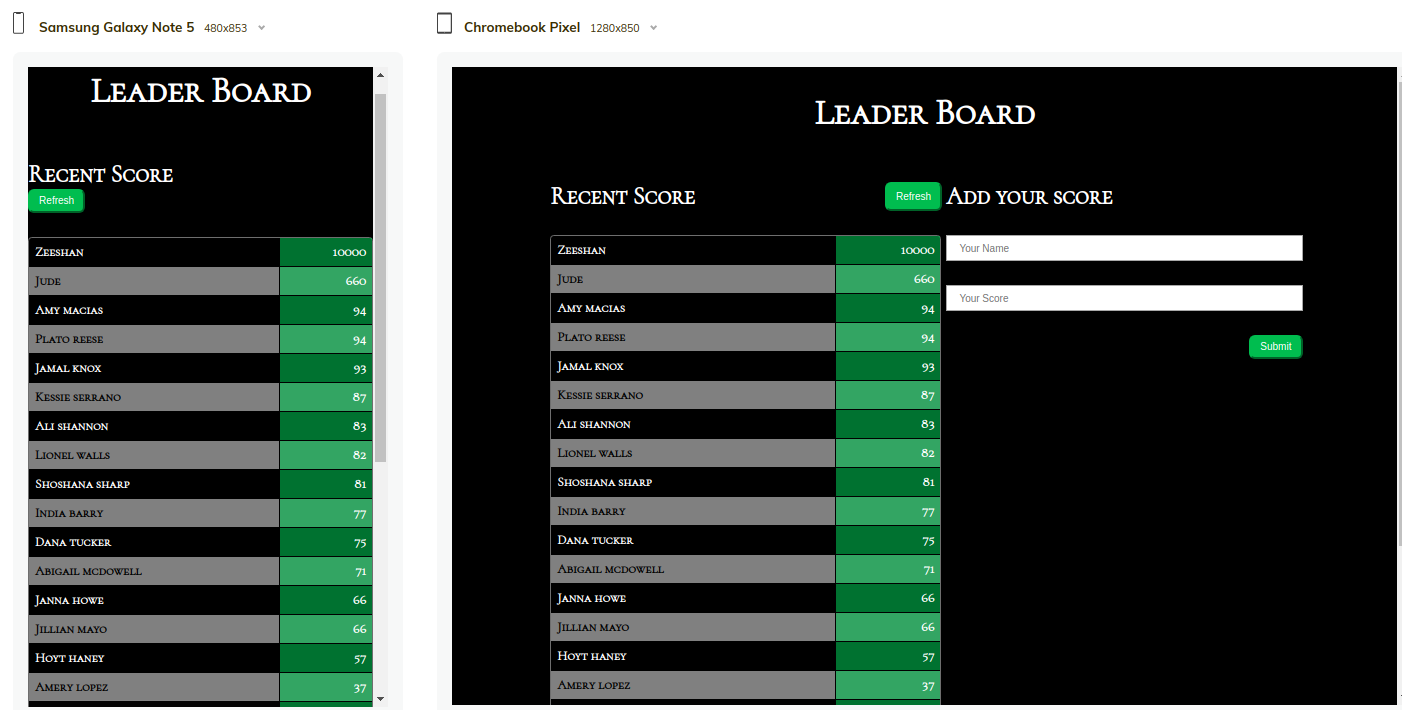 Samsung Galaxy Note 5 480x853
Leader Board
Recent Score
Refresh
Zeeshan 10000
Jude 660
Amy macias 94
Plato reese 94
Jamal knox 93
Kessie serrano 87
Ali shannon 83
Lionel walls 82
Shoshana sharp 81
India barry 77
Dana tucker 75
Abigail mcdowell 71
Janna howe 66
Jillian mayo 66
Hoyt haney 57
Amery lopez 37
Chromebook Pixel 1280x850
Leader Board
Recent Score
Refresh
Zeeshan 10000
Jude 660
Amy macias 94
Plato reese 94
Jamal knox 93
Kessie serrano 87
Ali shannon 83
Lionel walls 82
Shoshana sharp 81
India barry 77
Dana tucker 75
Abigail mcdowell 71
Janna howe 66
Jillian mayo 66
Hoyt haney 57
Amery lopez 37
Add your score
Your Name
Your Score
Submit